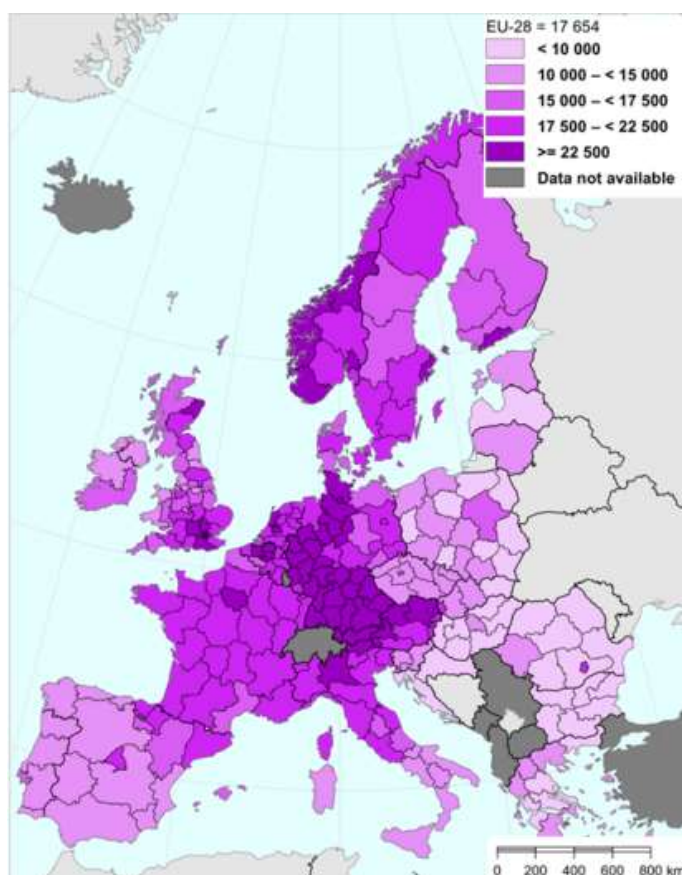 EU-28 = 17 654
< 10 000
10 000 – < 15 000
15 000 – < 17 500
17 500 – < 22 500
>= 22 500
Data not available
0 200 400 600 800 km